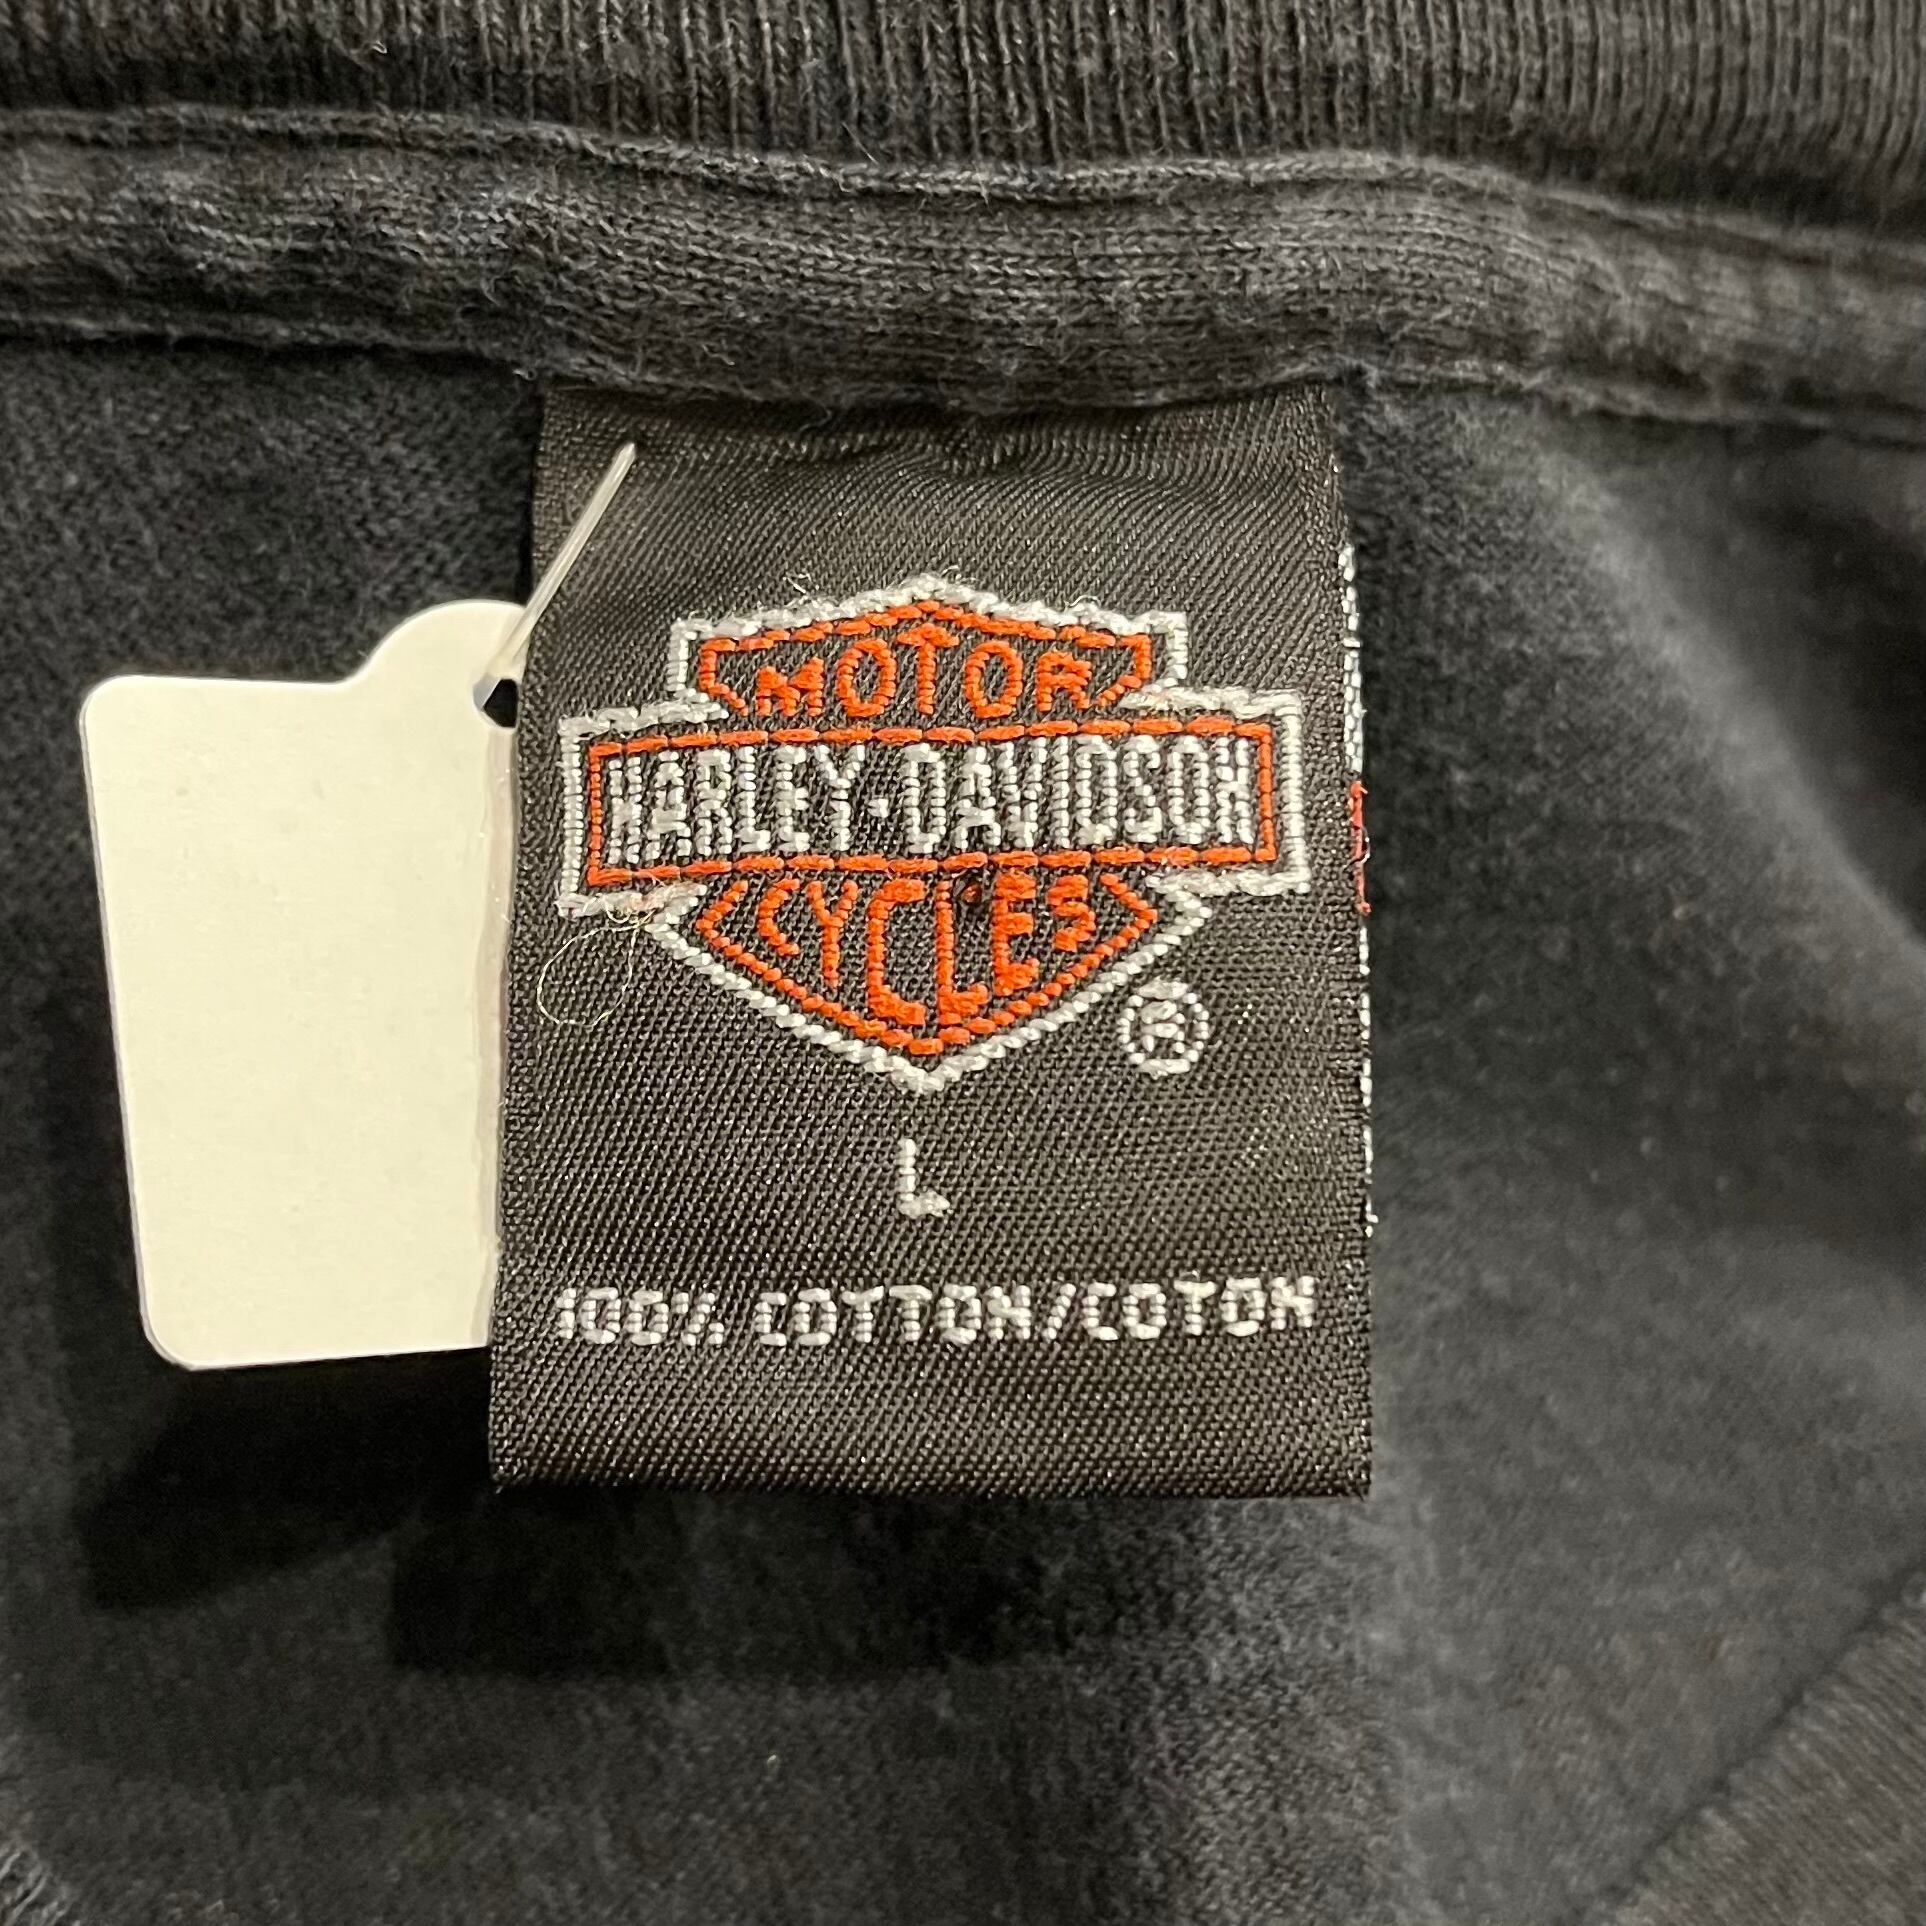 MOTOR
HARLEY-DAVIDSON
CYCLES
®
L
100% COTTON/COTON